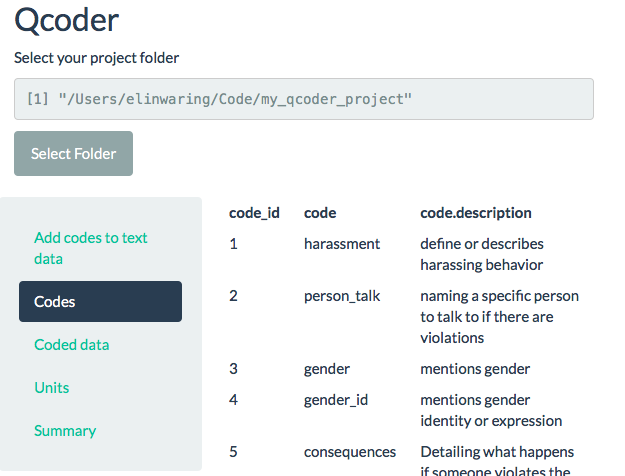 Qcoder
Select your project folder
[1] "/Users/elinwaring/Code/my_qcoder_project"
Select Folder
Add codes to text
data
Codes
Coded data
Units
Summary
code_id code code.description
1 harassment define or describes
harassing behavior
2 person_talk naming a specific person
to talk to if there are
violations
3 gender mentions gender
4 gender_id mentions gender
identity or expression
5 consequences Detailing what happens
if someone violates the